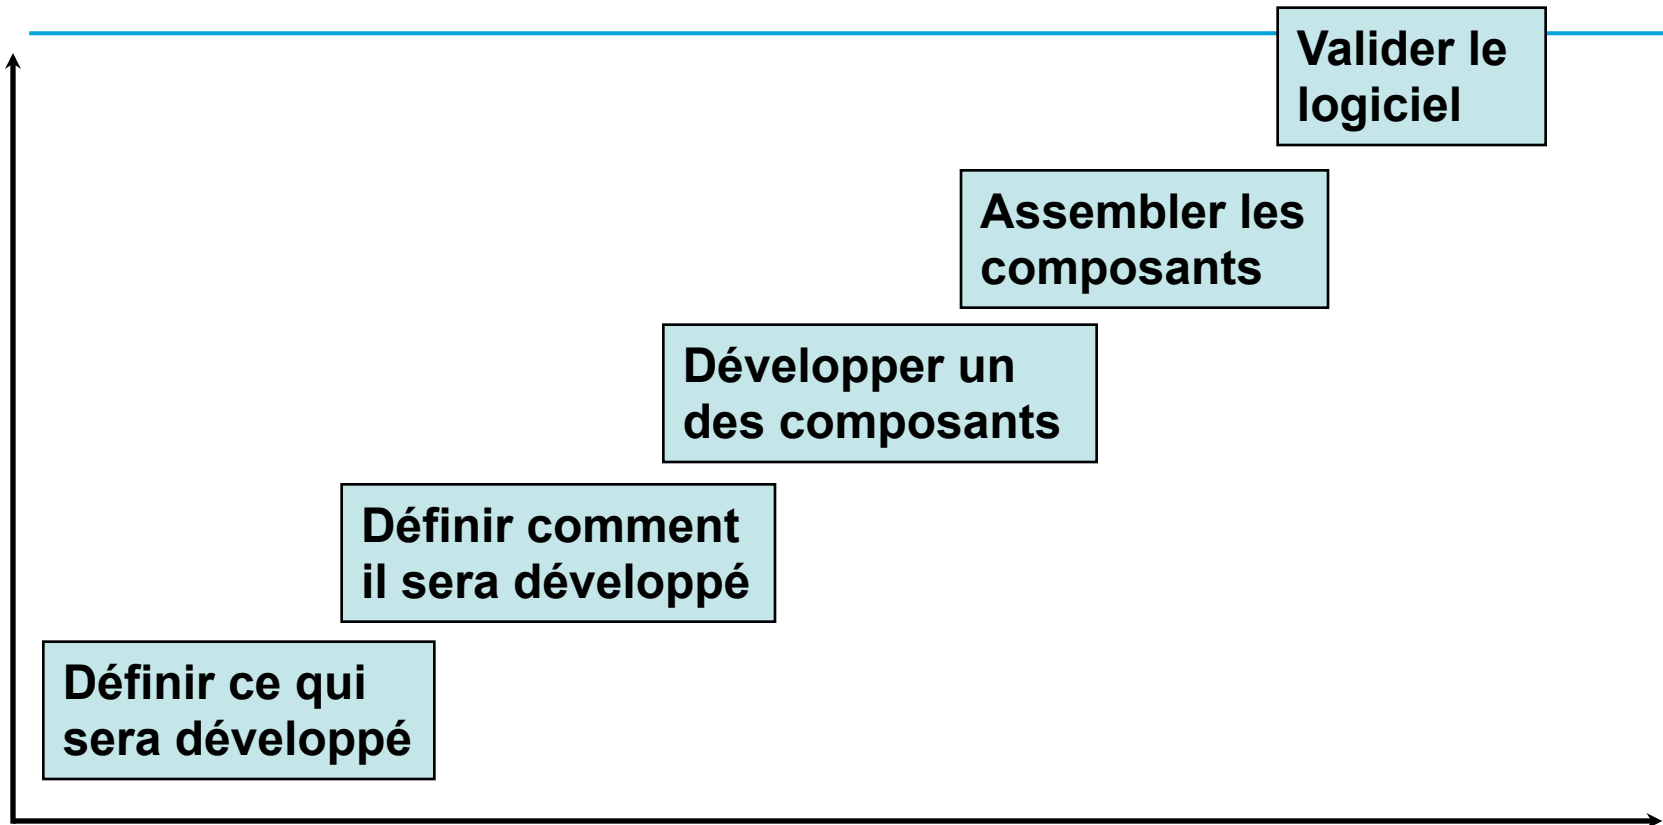 Valider le
logiciel
Assembler les
composants
Développer un
des composants
Définir comment
il sera développé
Définir ce qui
sera développé